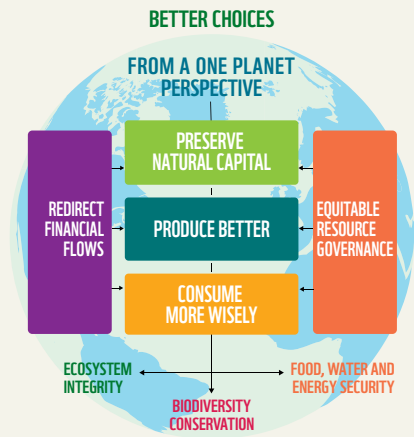 BETTER CHOICES
FROM A ONE PLANET
PERSPECTIVE
PRESERVE
NATURAL CAPITAL
REDIRECT
FINANCIAL
FLOWS
PRODUCE BETTER
EQUITABLE
RESOURCE
GOVERNANCE
CONSUME
MORE WISELY
ECOSYSTEM
INTEGRITY
FOOD, WATER AND
ENERGY SECURITY
BIODIVERSITY
CONSERVATION